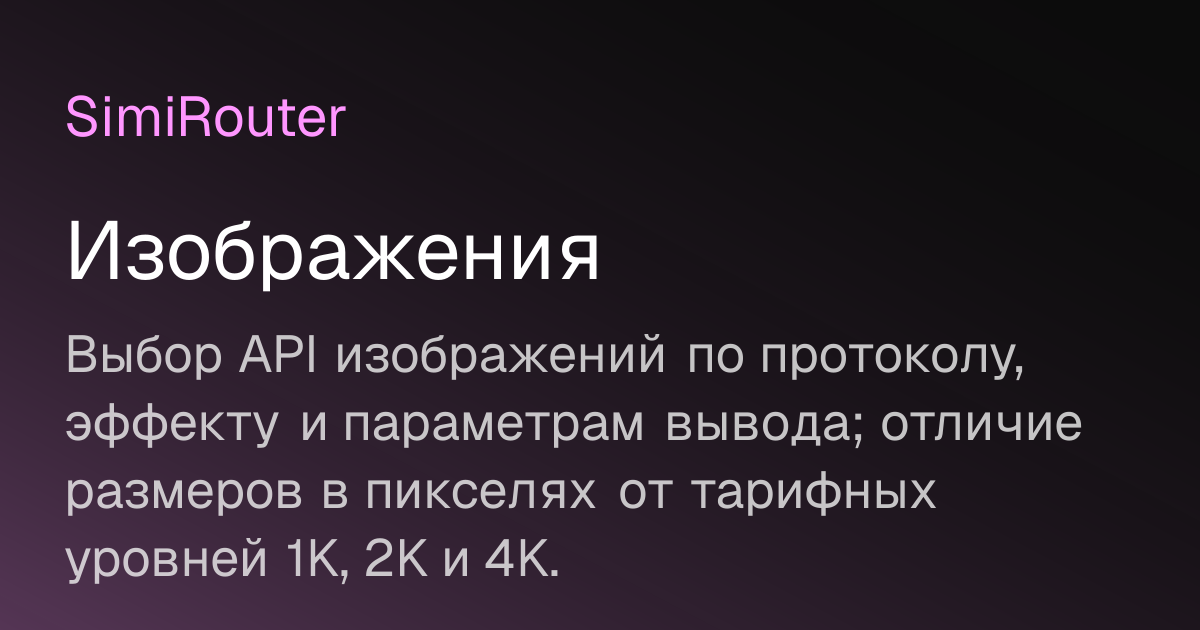 SimiRouter
Изображения
Выбор API изображений по протоколу,
эффекту и параметрам вывода; отличие
размеров в пикселях от тарифных
уровней 1K, 2K и 4K.